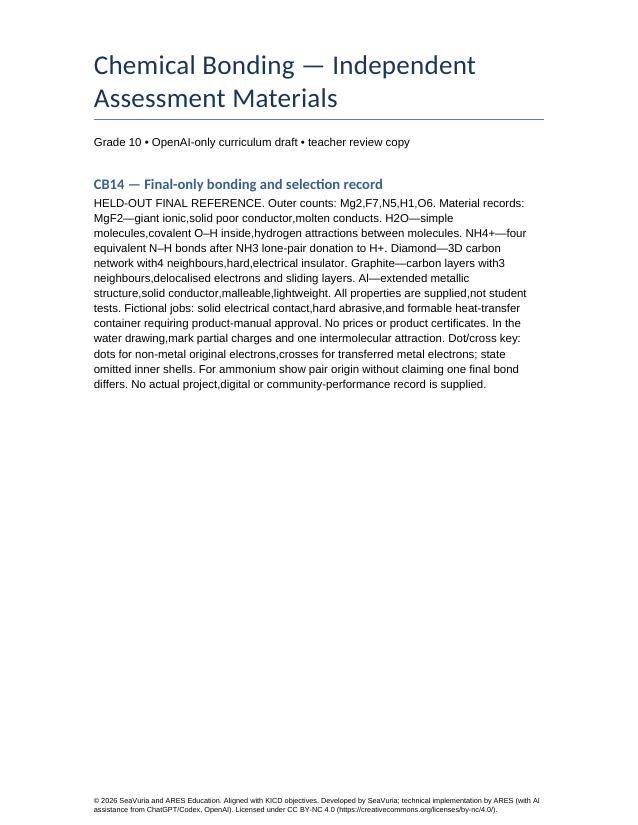 Chemical Bonding — Independent
Assessment Materials
Grade 10 • OpenAI-only curriculum draft • teacher review copy
CB14 — Final-only bonding and selection record
HELD-OUT FINAL REFERENCE. Outer counts: Mg2,F7,N5,H1,O6. Material records:
MgF2—giant ionic,solid poor conductor,molten conducts. H2O—simple
molecules,covalent O–H inside,hydrogen attractions between molecules. NH4+—four
equivalent N–H bonds after NH3 lone-pair donation to H+. Diamond—3D carbon
network with4 neighbours,hard,electrical insulator. Graphite—carbon layers with3
neighbours,delocalised electrons and sliding layers. Al—extended metallic
structure,solid conductor,malleable,lightweight. All properties are supplied,not student
tests. Fictional jobs: solid electrical contact,hard abrasive,and formable heat-transfer
container requiring product-manual approval. No prices or product certificates. In the
water drawing,mark partial charges and one intermolecular attraction. Dot/cross key:
dots for non-metal original electrons,crosses for transferred metal electrons; state
omitted inner shells. For ammonium show pair origin without claiming one final bond
differs. No actual project,digital or community-performance record is supplied.
© 2026 SeaVuria and ARES Education. Aligned with KICD objectives. Developed by SeaVuria; technical implementation by ARES (with AI
assistance from ChatGPT/Codex, OpenAI). Licensed under CC BY-NC 4.0 (https://creativecommons.org/licenses/by-nc/4.0/).